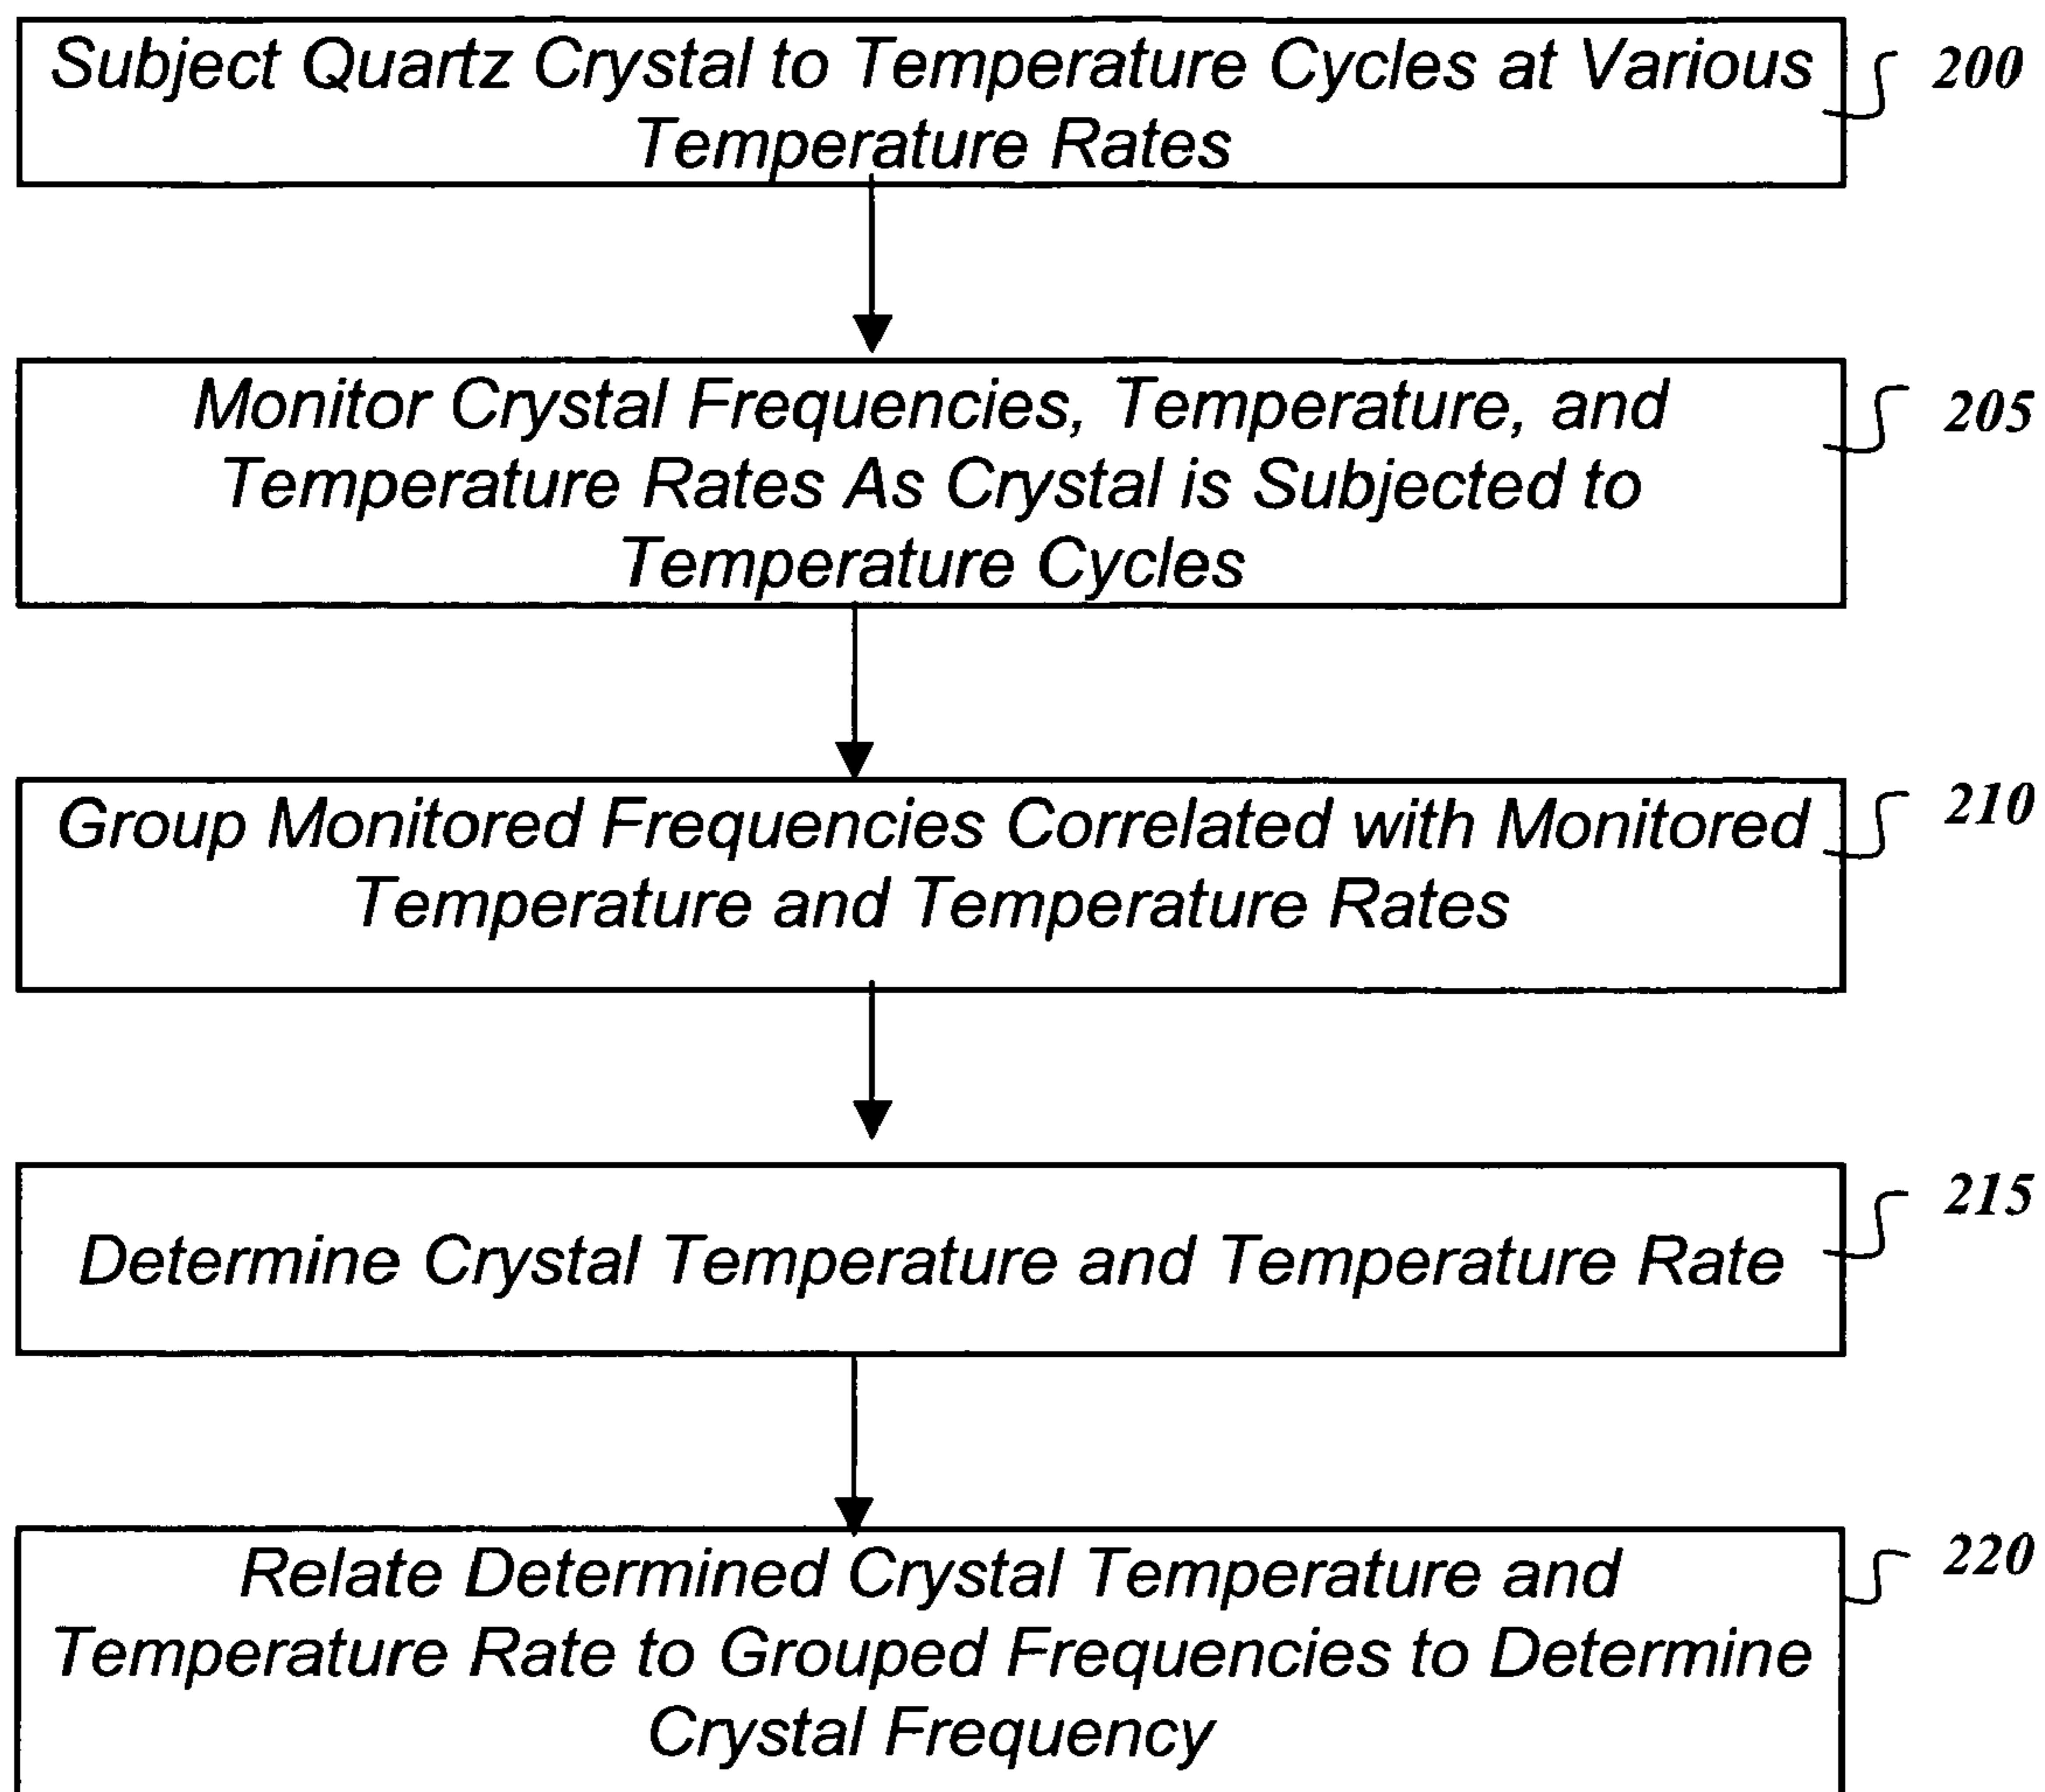 Subject Quartz Crystal to Temperature Cycles at Various
Temperature Rates
200
Monitor Crystal Frequencies, Temperature, and
Temperature Rates As Crystal is Subjected to
Temperature Cycles
205
Group Monitored Frequencies Correlated with Monitored
Temperature and Temperature Rates
210
Determine Crystal Temperature and Temperature Rate
215
Relate Determined Crystal Temperature and
Temperature Rate to Grouped Frequencies to Determine
Crystal Frequency
220